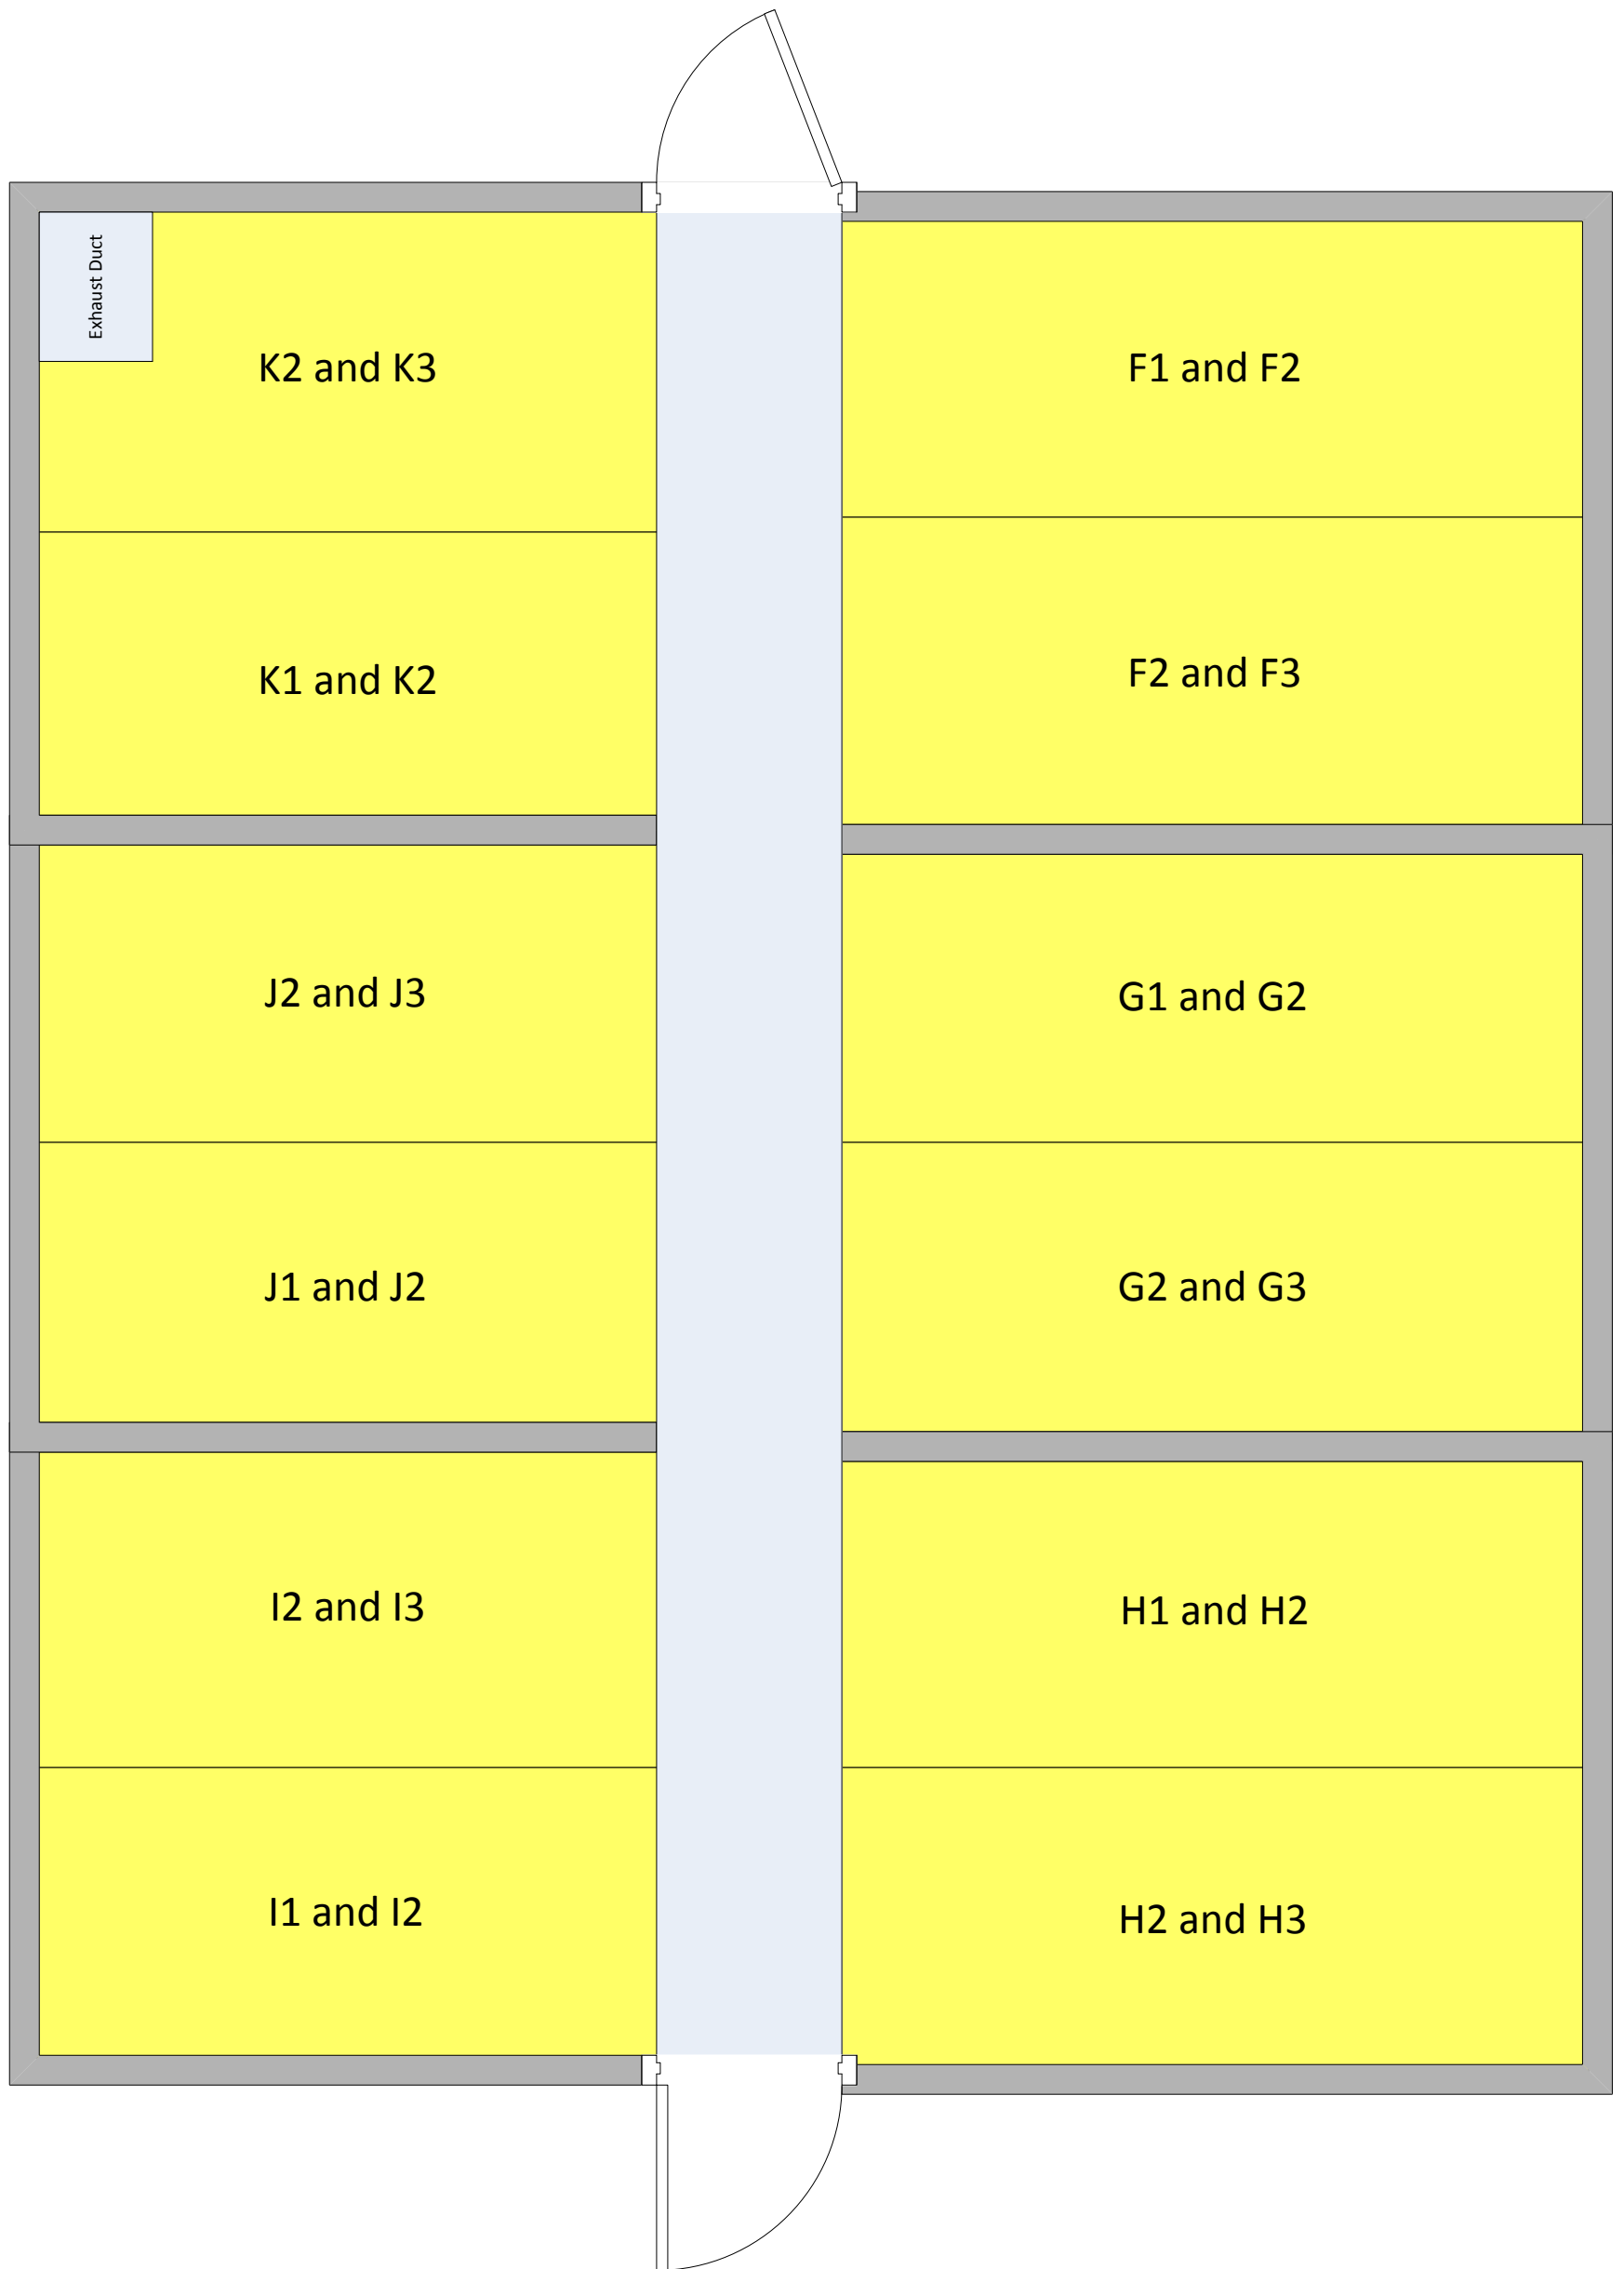 Exhaust Duct
K2 and K3
F1 and F2
K1 and K2
F2 and F3
J2 and J3
G1 and G2
J1 and J2
G2 and G3
I2 and I3
H1 and H2
I1 and I2
H2 and H3